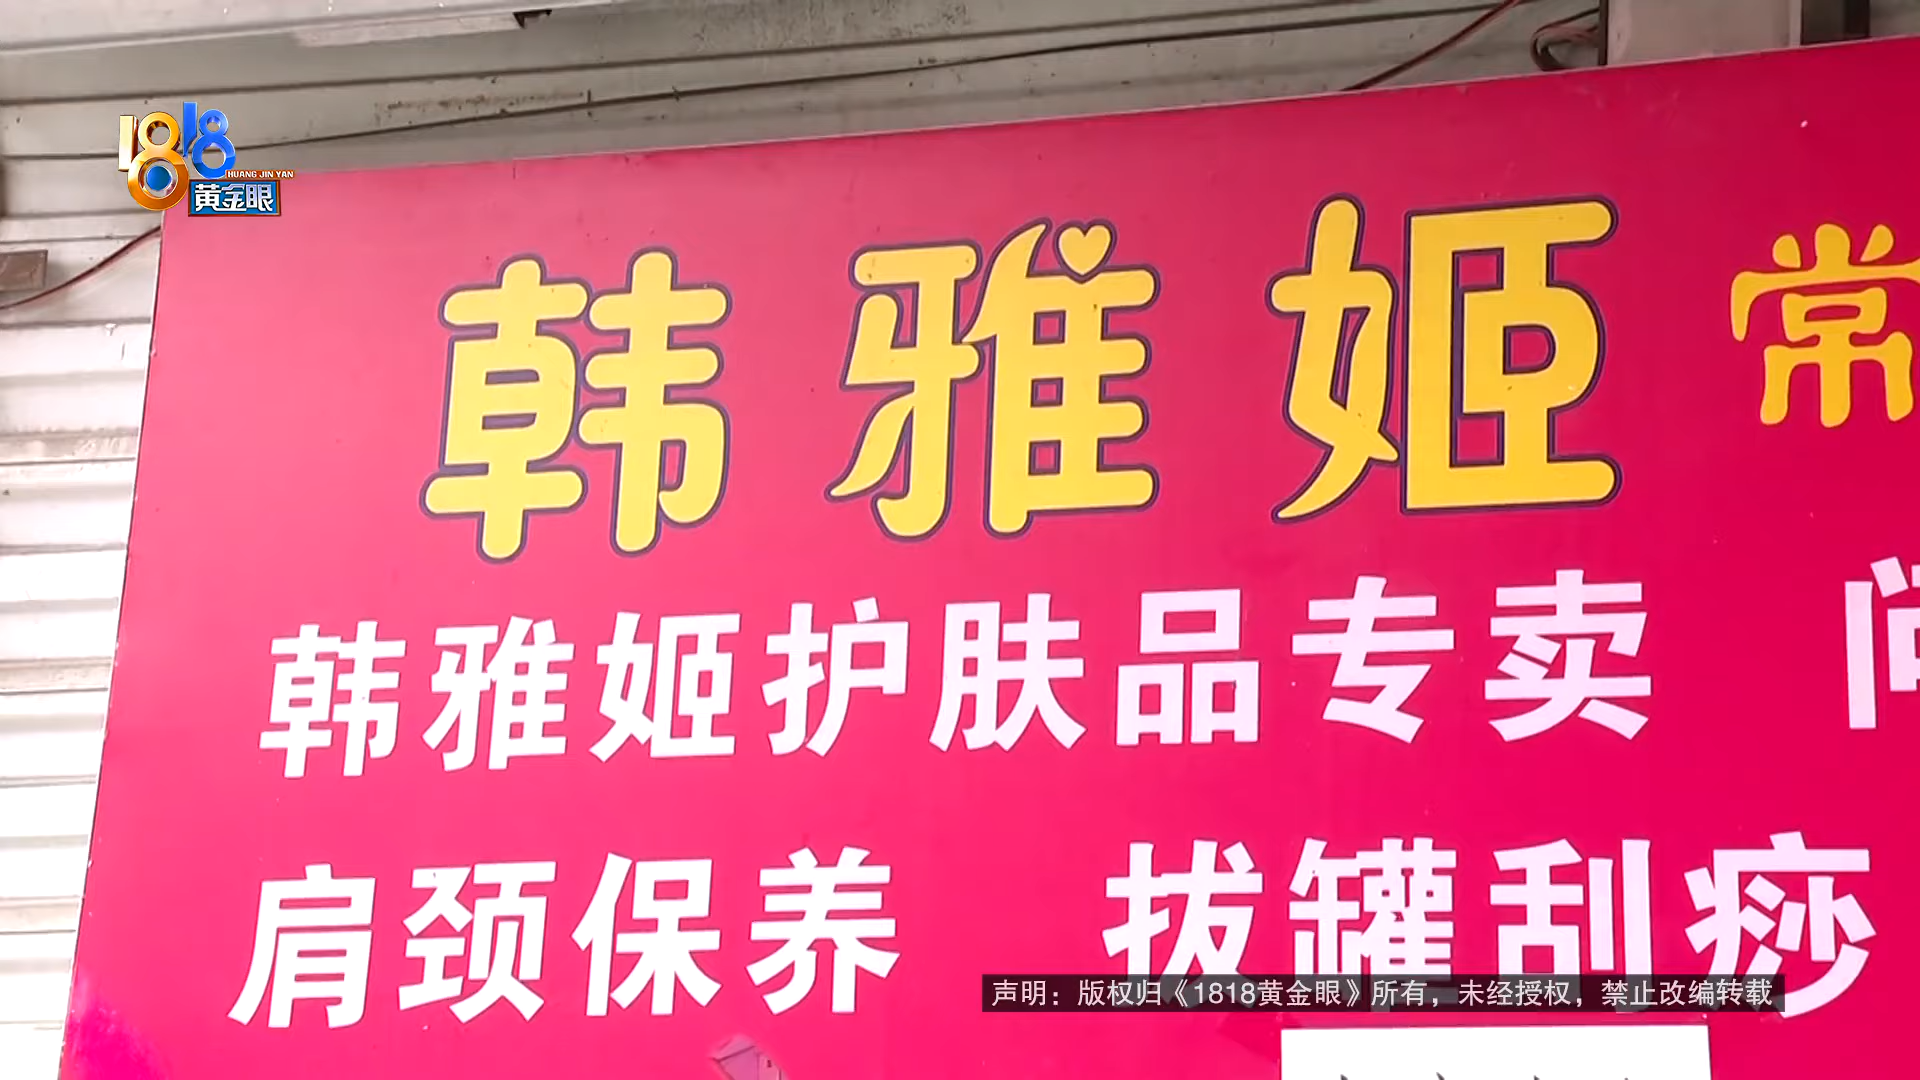 1818
HUANG JIN YAN
黄金眼
韩雅姬 常
韩雅姬护肤品专卖
肩颈保养 拔罐刮痧
声明：版权归《1818黄金眼》所有，未经授权，禁止改编转载